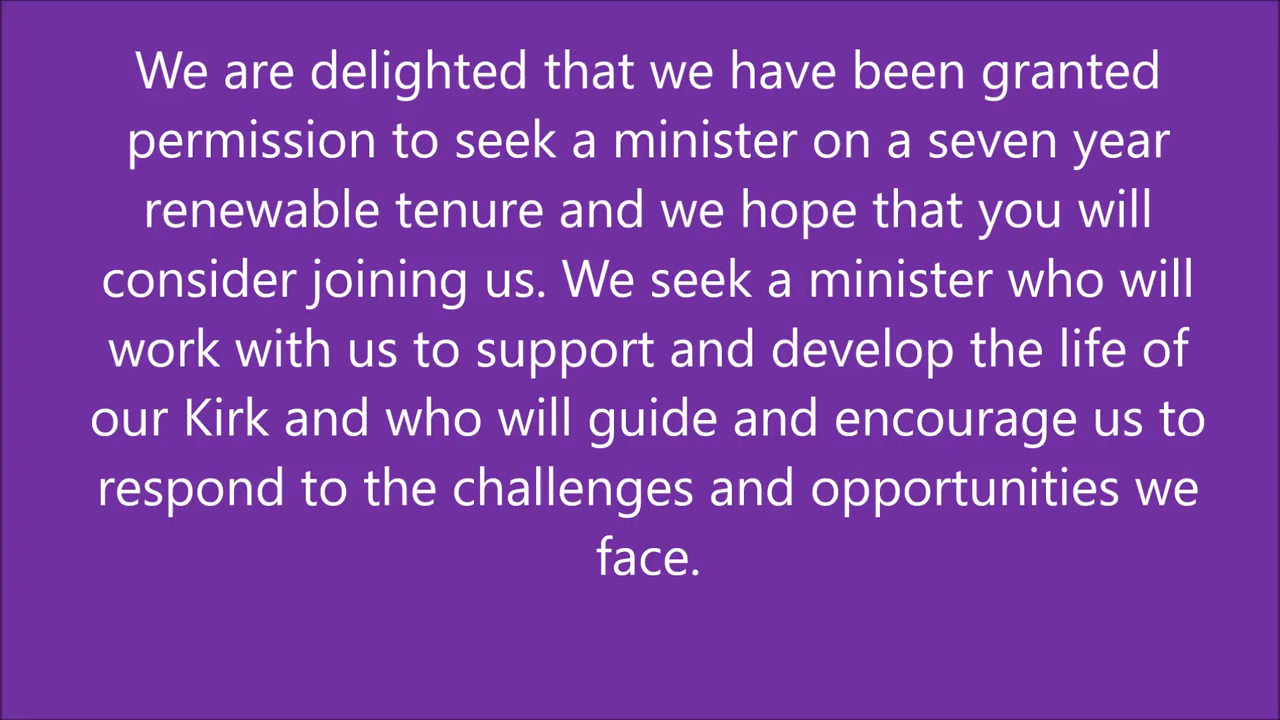 We are delighted that we have been granted
permission to seek a minister on a seven year
renewable tenure and we hope that you will
consider joining us. We seek a minister who will
work with us to support and develop the life of
our Kirk and who will guide and encourage us to
respond to the challenges and opportunities we
face.